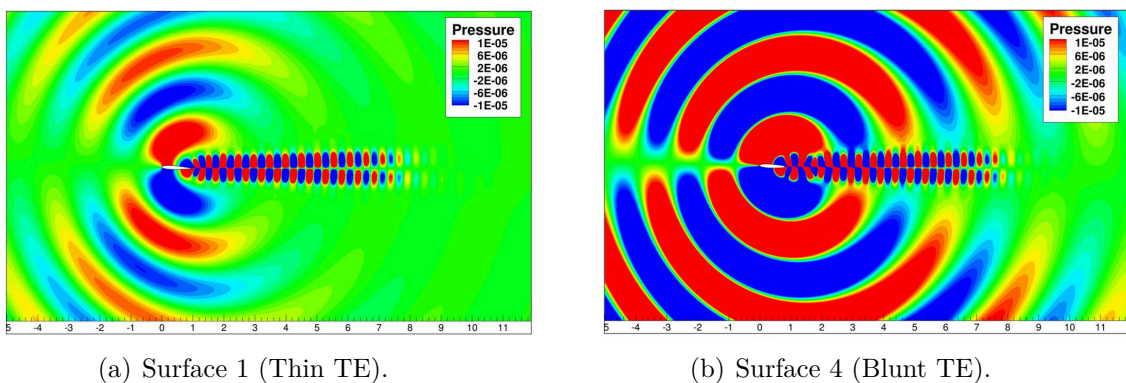 Pressure
1E-05
6E-06
2E-06
-2E-06
-6E-06
-1E-05
5 -4 -3 -2 -1 0 1 2 3 4 5 6 7 8 9 10 11
(a) Surface 1 (Thin TE).
Pressure
1E-05
6E-06
2E-06
-2E-06
-6E-06
-1E-05
5 -4 -3 -2 -1 0 1 2 3 4 5 6 7 8 9 10 11
(b) Surface 4 (Blunt TE).